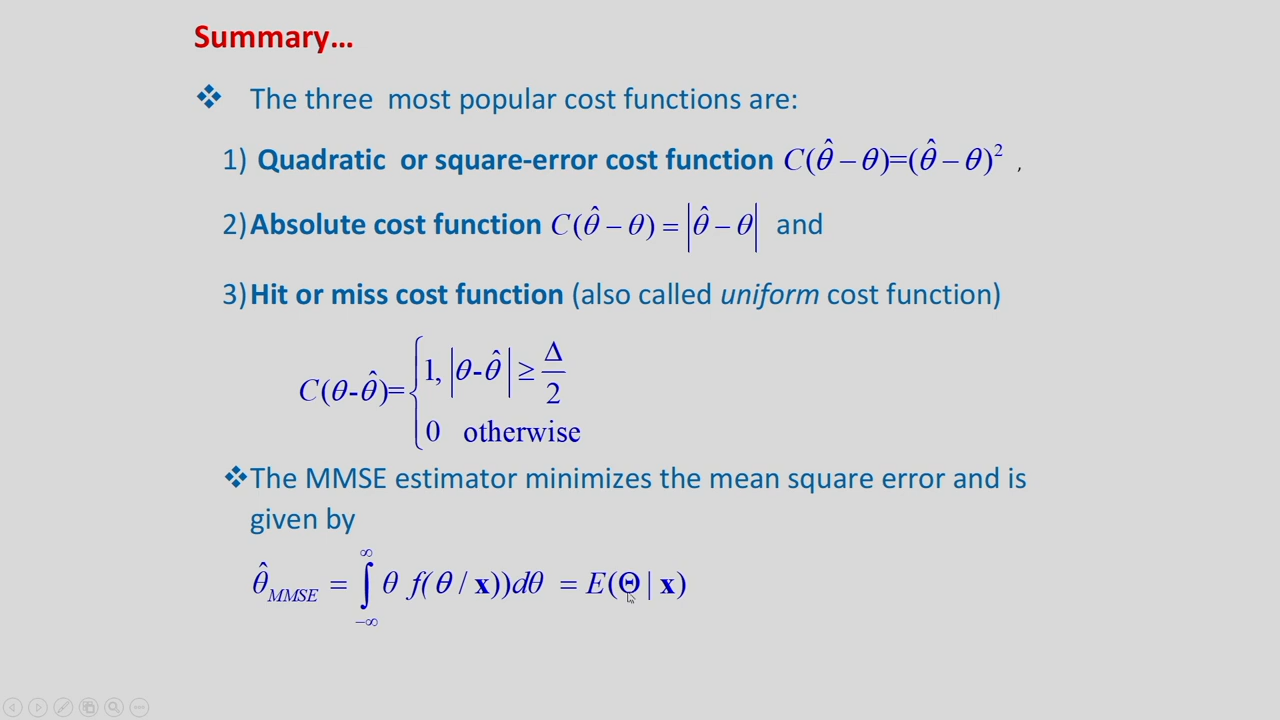 Summary...
❖ The three most popular cost functions are:
1) Quadratic or square-error cost function C(θ̂ – θ)=(θ̂ – θ)² ,
2) Absolute cost function C(θ̂ – θ) = |θ̂ – θ| and
3) Hit or miss cost function (also called uniform cost function)
C(θ-θ̂)= { 1, |θ-θ̂| ≥ Δ/2
0 otherwise
❖ The MMSE estimator minimizes the mean square error and is
given by
θ̂_MMSE = ∫_{-∞}^{∞} θ f(θ / x))dθ = E(Θ | x)